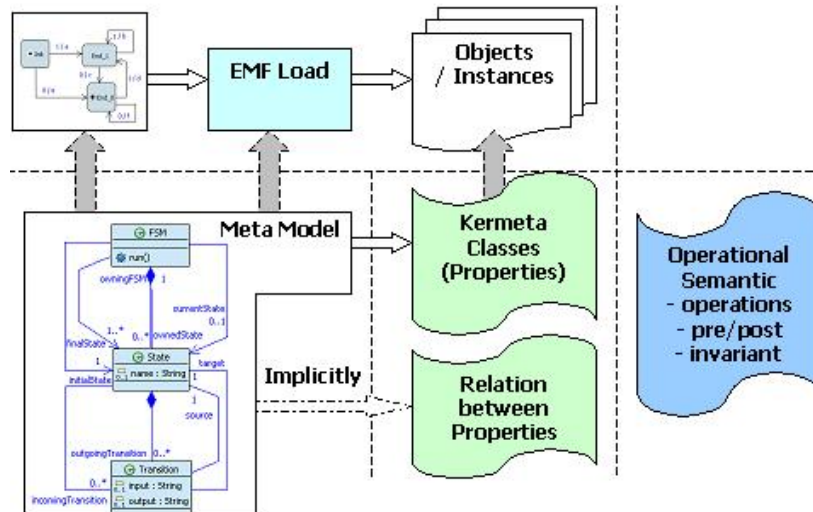 EMF Load
Objects
/ Instances
Meta Model
FSM
run()
owningFSM
1
currentState
0..1
finalState
1..*
0..*
ownedState
1
State
target
initialState
name : String
1
1
source
outgoingTransition
0..*
0..*
Transition
input : String
incomingTransition
output : String
Implicitly
Kermeta
Classes
(Properties)
Relation
between
Properties
Operational
Semantic
- operations
- pre/post
- invariant